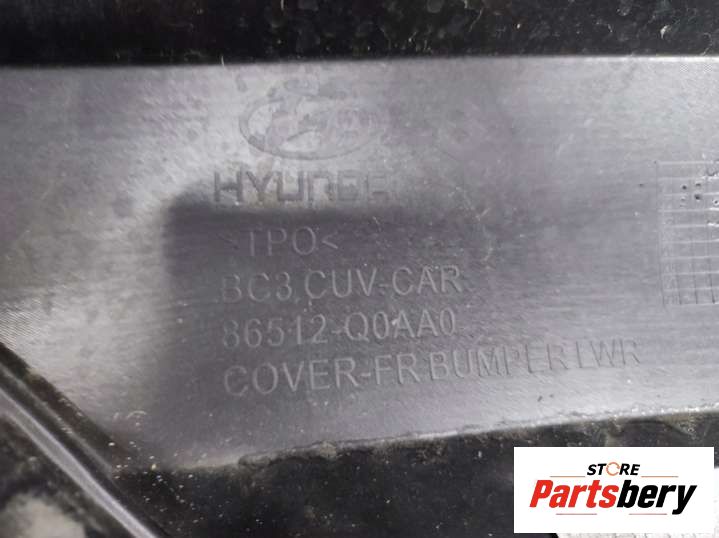 HYUNDAI
>TPO<
BC3 CUV-CAR
86512-Q0AA0
COVER-FR BUMPER LWR
STORE
Partsbery